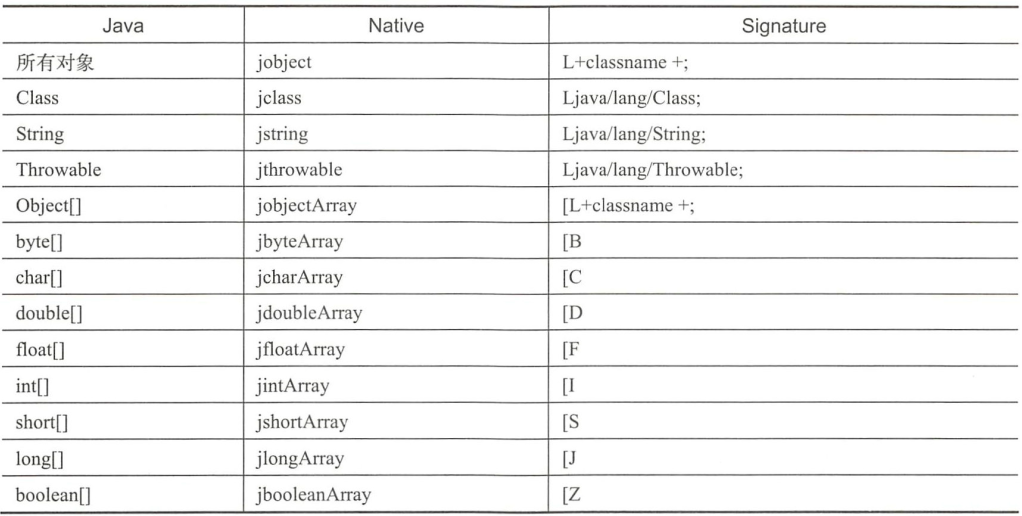 Java Native Signature
所有对象 jobject L+classname +;
Class jclass Ljava/lang/Class;
String jstring Ljava/lang/String;
Throwable jthrowable Ljava/lang/Throwable;
Object[] jobjectArray [L+classname +;
byte[] jbyteArray [B
char[] jcharArray [C
double[] jdoubleArray [D
float[] jfloatArray [F
int[] jintArray [I
short[] jshortArray [S
long[] jlongArray [J
boolean[] jbooleanArray [Z